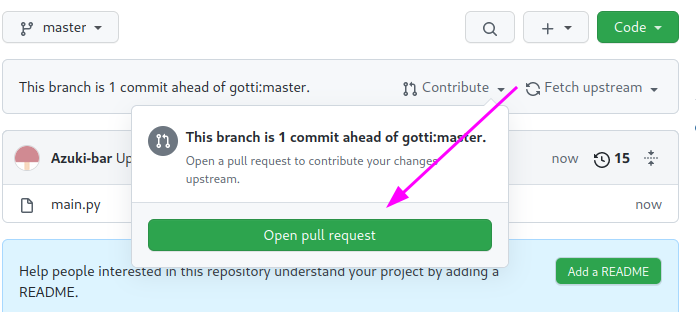 master
Code
This branch is 1 commit ahead of gotti:master.
Contribute
Fetch upstream
This branch is 1 commit ahead of gotti:master.
Open a pull request to contribute your changes
upstream.
Open pull request
Azuki-bar
now
15
main.py
now
Help people interested in this repository understand your project by adding a
README.
Add a README